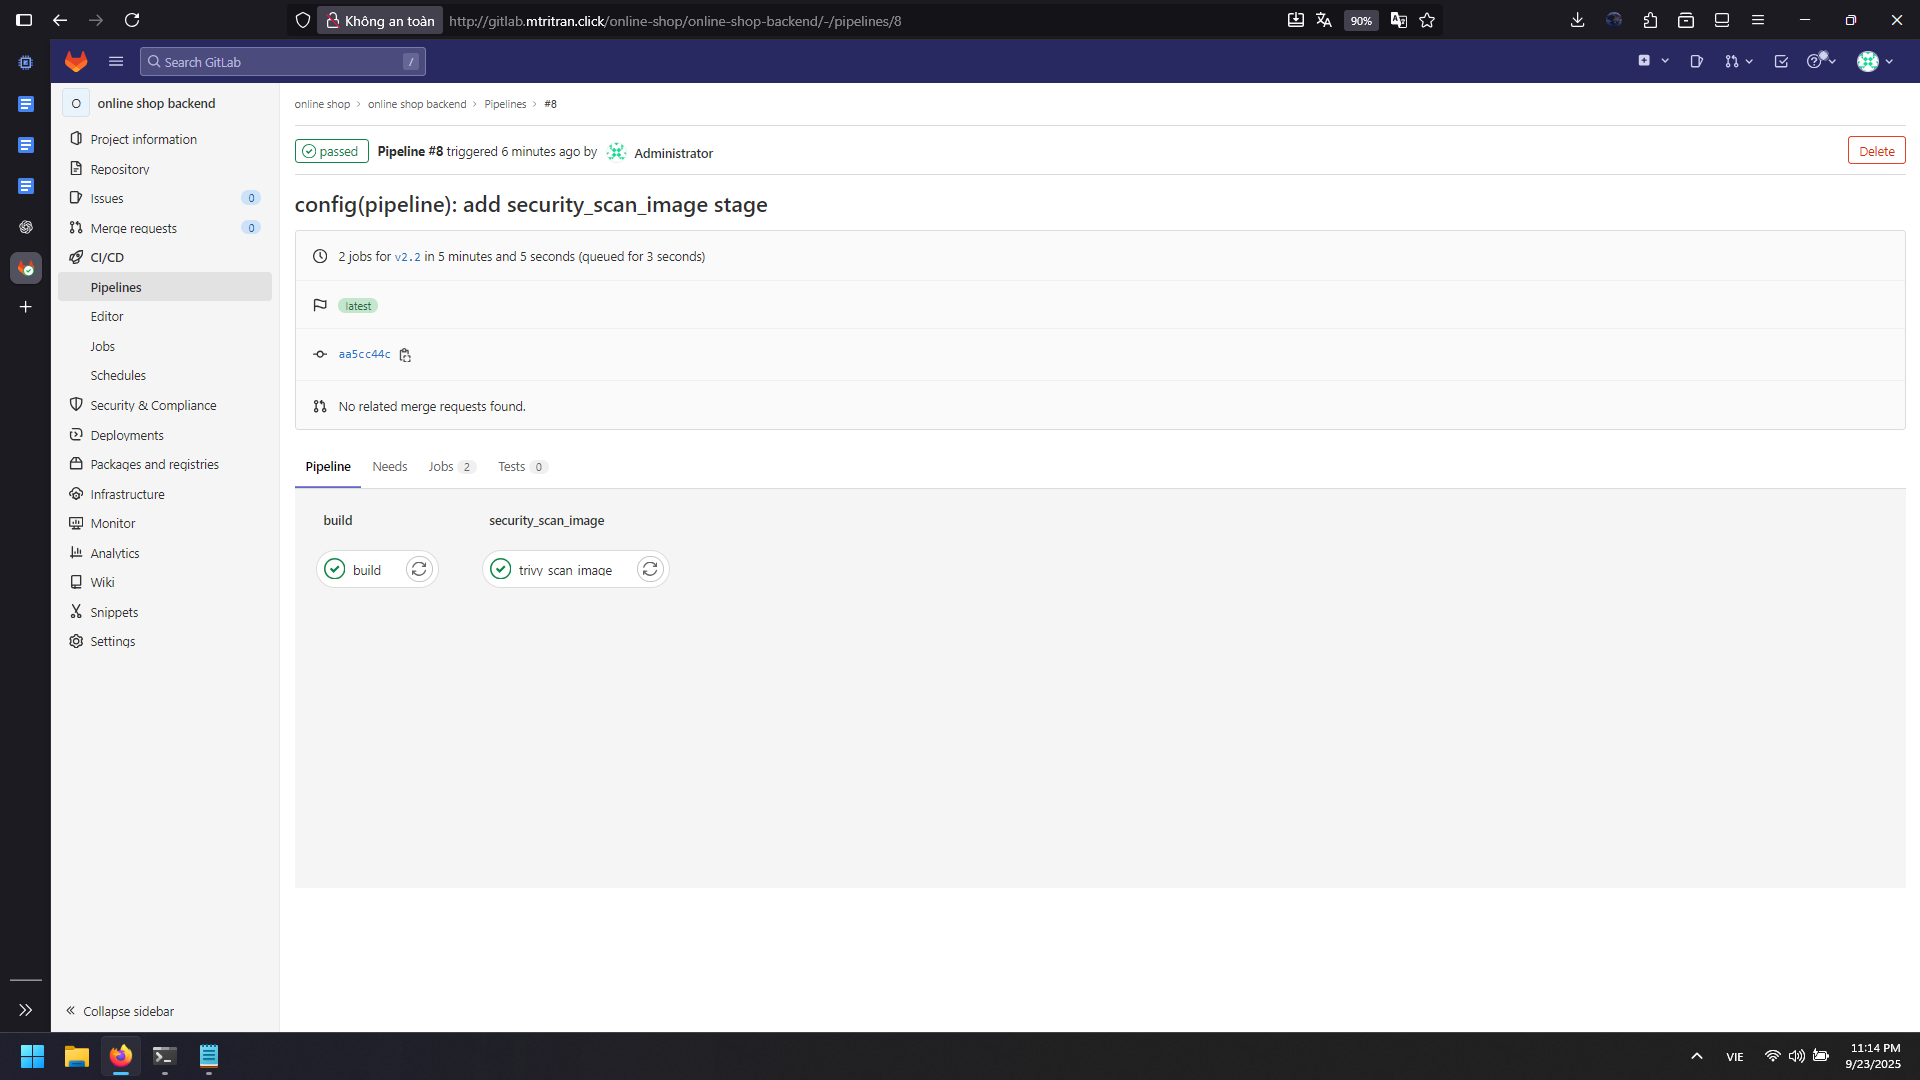 Không an toàn
http://gitlab.mtritran.click/online-shop/online-shop-backend/-/pipelines/8
90%
Search GitLab
/
O
online shop backend
Project information
Repository
Issues
0
Merge requests
0
CI/CD
Pipelines
Editor
Jobs
Schedules
Security & Compliance
Deployments
Packages and registries
Infrastructure
Monitor
Analytics
Wiki
Snippets
Settings
Collapse sidebar
online shop > online shop backend > Pipelines > #8
passed
Pipeline #8 triggered 6 minutes ago by Administrator
Delete
config(pipeline): add security_scan_image stage
2 jobs for v2.2 in 5 minutes and 5 seconds (queued for 3 seconds)
latest
aa5cc44c
No related merge requests found.
Pipeline
Needs
Jobs 2
Tests 0
build
security_scan_image
build
trivy_scan_image
VIE
11:14 PM
9/23/2025